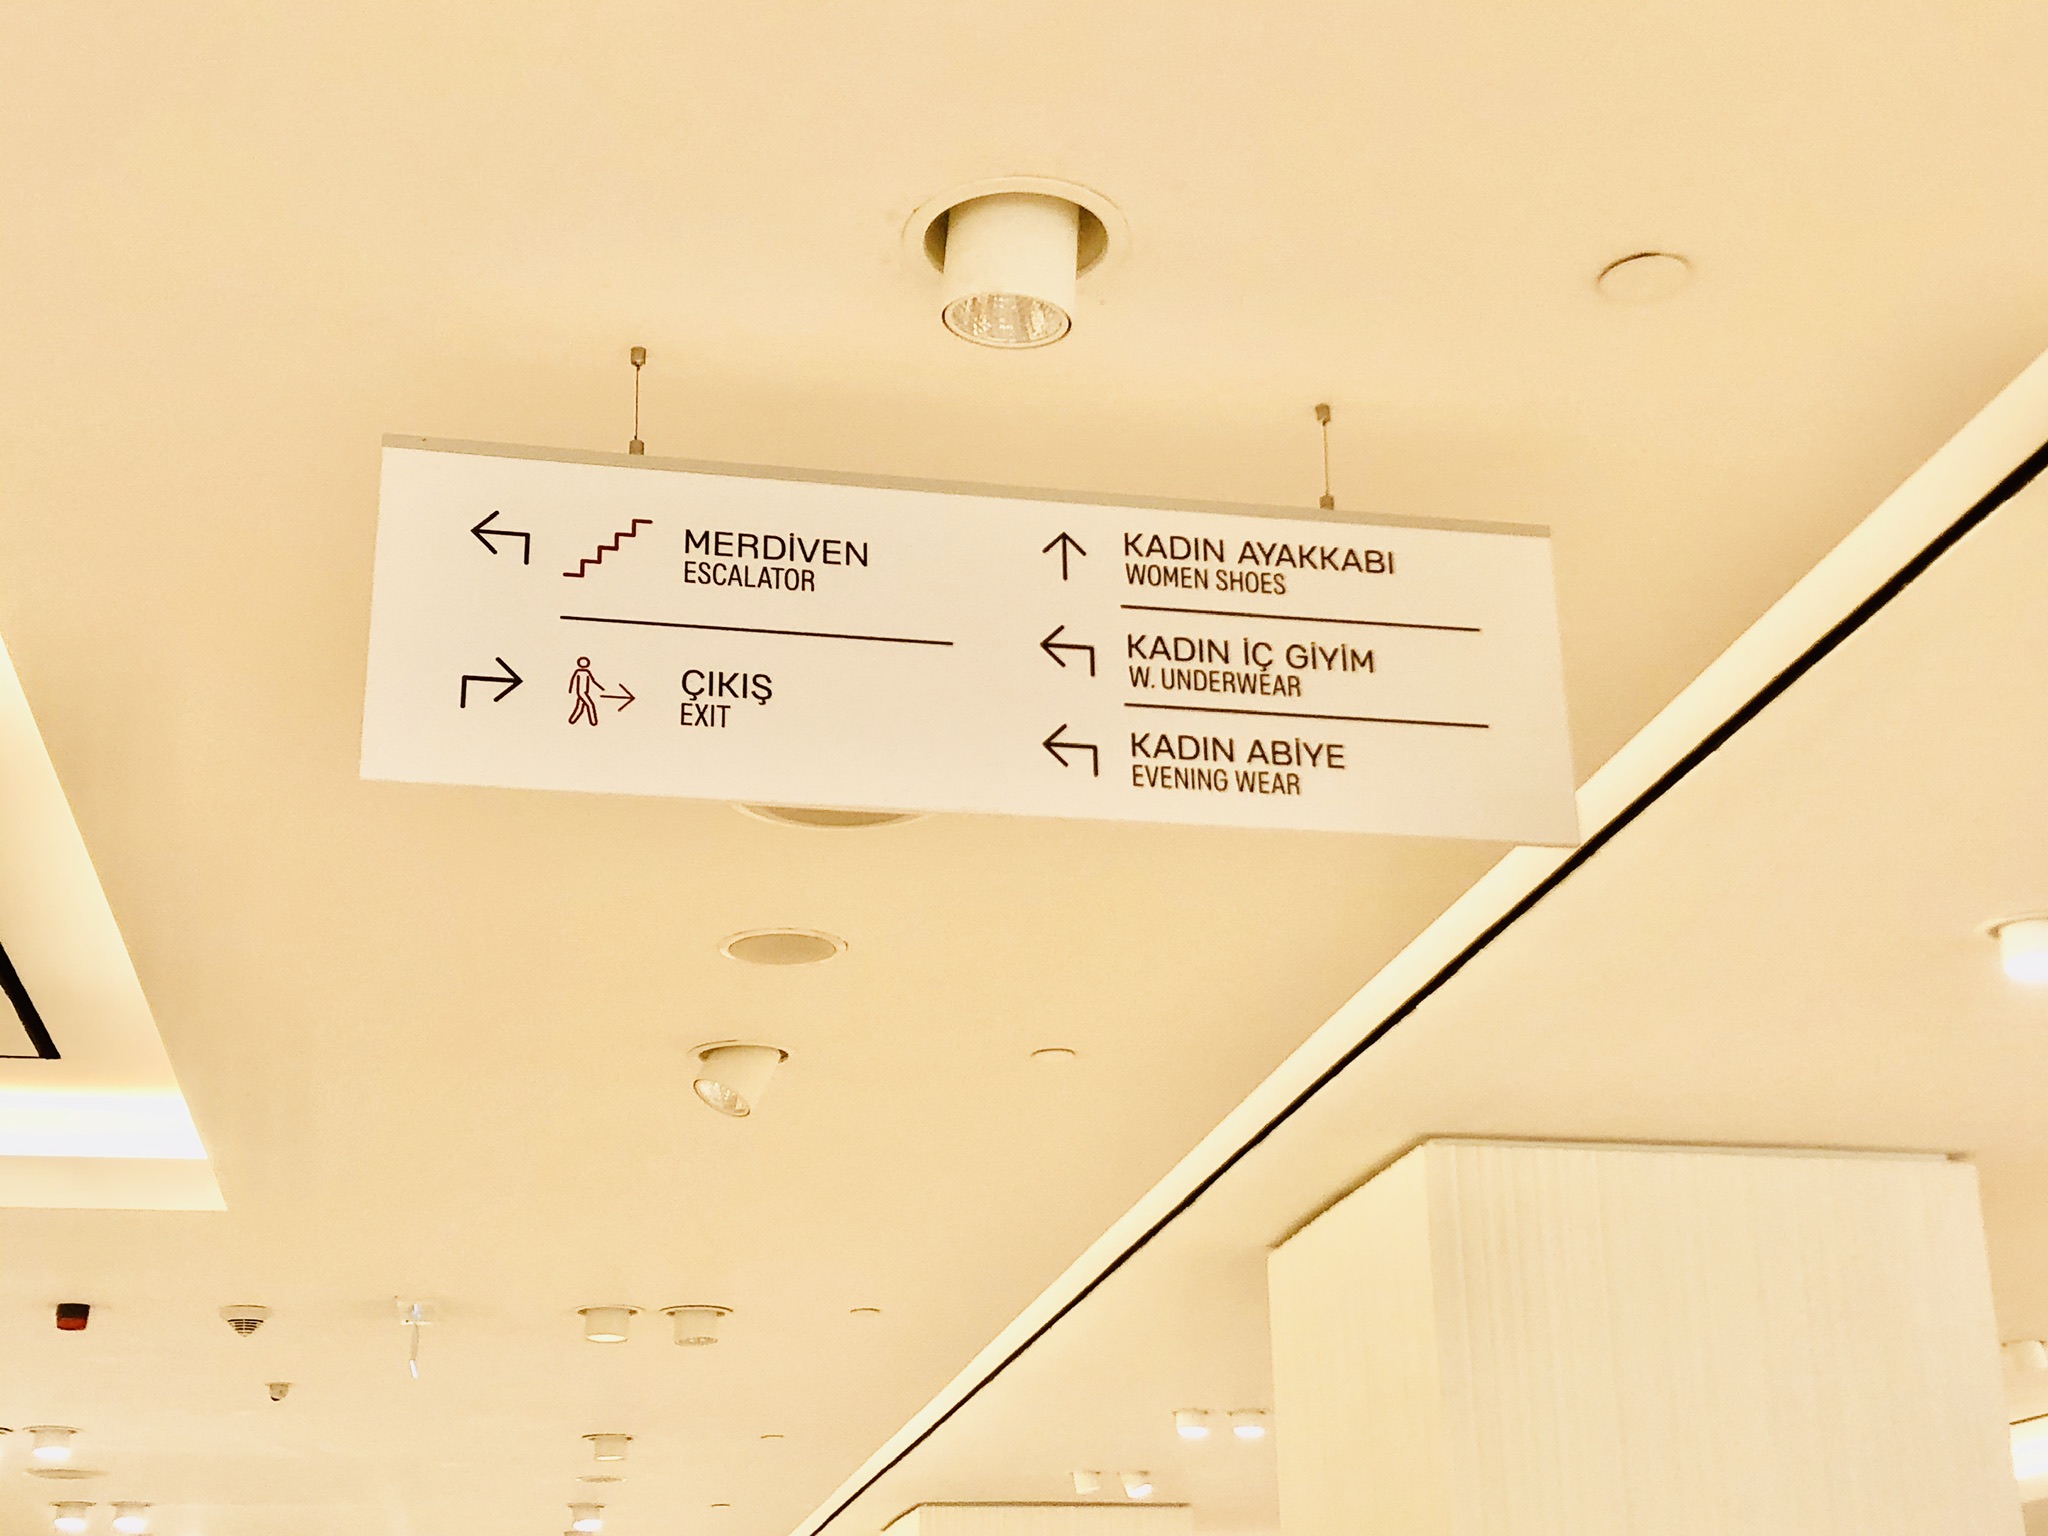 MERDİVEN
ESCALATOR
ÇIKIŞ
EXIT
KADIN AYAKKABI
WOMEN SHOES
KADIN İÇ GİYİM
W. UNDERWEAR
KADIN ABİYE
EVENING WEAR